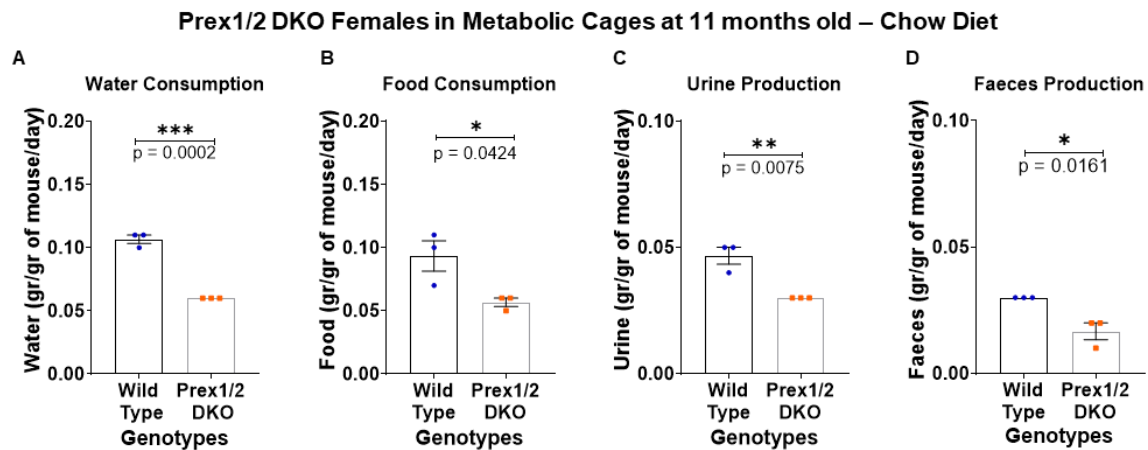 Prex1/2 DKO Females in Metabolic Cages at 11 months old – Chow Diet
A
Water Consumption
Water (gr/gr of mouse/day)
0.20
0.15
0.10
0.05
0.00
***
p = 0.0002
Wild Type
Prex1/2 DKO
Genotypes
B
Food Consumption
Food (gr/gr of mouse/day)
0.20
0.15
0.10
0.05
0.00
*
p = 0.0424
Wild Type
Prex1/2 DKO
Genotypes
C
Urine Production
Urine (gr/gr of mouse/day)
0.10
0.05
0.00
**
p = 0.0075
Wild Type
Prex1/2 DKO
Genotypes
D
Faeces Production
Faeces (gr/gr of mouse/day)
0.10
0.05
0.00
*
p = 0.0161
Wild Type
Prex1/2 DKO
Genotypes